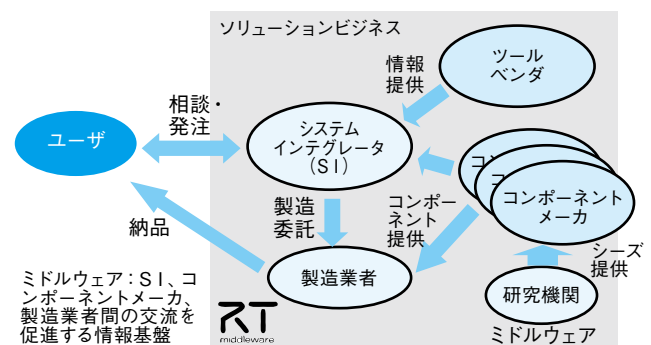 ソリューションビジネス
ツール
ベンダ
情報
提供
相談・
発注
ユーザ
システム
インテグレータ
（SI）
コンポーネント
メーカ
製造
委託
コンポー
ネント
提供
納品
シーズ
提供
製造業者
研究機関
ミドルウェア：SI、コ
ンポーネントメーカ、
製造業者間の交流を
促進する情報基盤
RT
middleware
ミドルウェア